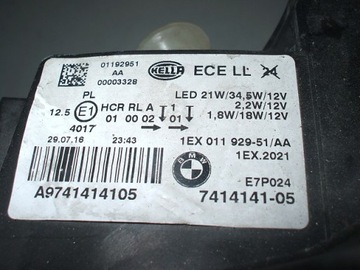 01192951
AA
00003328
HELLA
ECE LL
PL
LED 21W/34,5W/12V
2,2W/12V
1,8W/18W/12V
12.5 E1 HCR RL A 1
01 00 02 01
4017
29.07.16 23:43
1EX 011 929-51/AA
1EX.2021
BMW
E7P024
A9741414105
7414141-05